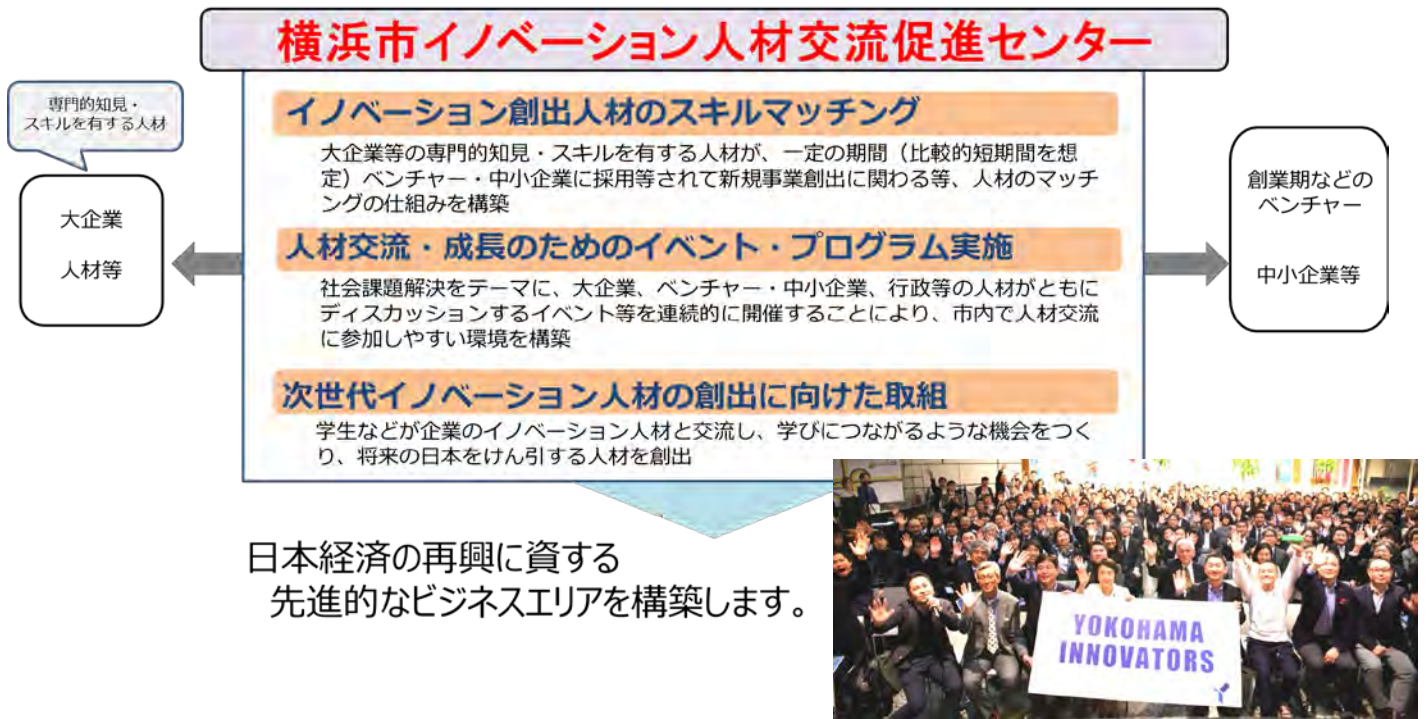 横浜市イノベーション人材交流促進センター
専門的知見・
スキルを有する人材
大企業
人材等
イノベーション創出人材のスキルマッチング
大企業等の専門的知見・スキルを有する人材が、一定の期間（比較的短期間を想
定）ベンチャー・中小企業に採用等されて新規事業創出に関わる等、人材のマッチ
ングの仕組みを構築
人材交流・成長のためのイベント・プログラム実施
社会課題解決をテーマに、大企業、ベンチャー・中小企業、行政等の人材がともに
ディスカッションするイベント等を連続的に開催することにより、市内で人材交流
に参加しやすい環境を構築
次世代イノベーション人材の創出に向けた取組
学生などが企業のイノベーション人材と交流し、学びにつながるような機会をつく
り、将来の日本をけん引する人材を創出
創業期などの
ベンチャー
中小企業等
日本経済の再興に資する
先進的なビジネスエリアを構築します。
YOKOHAMA
INNOVATORS